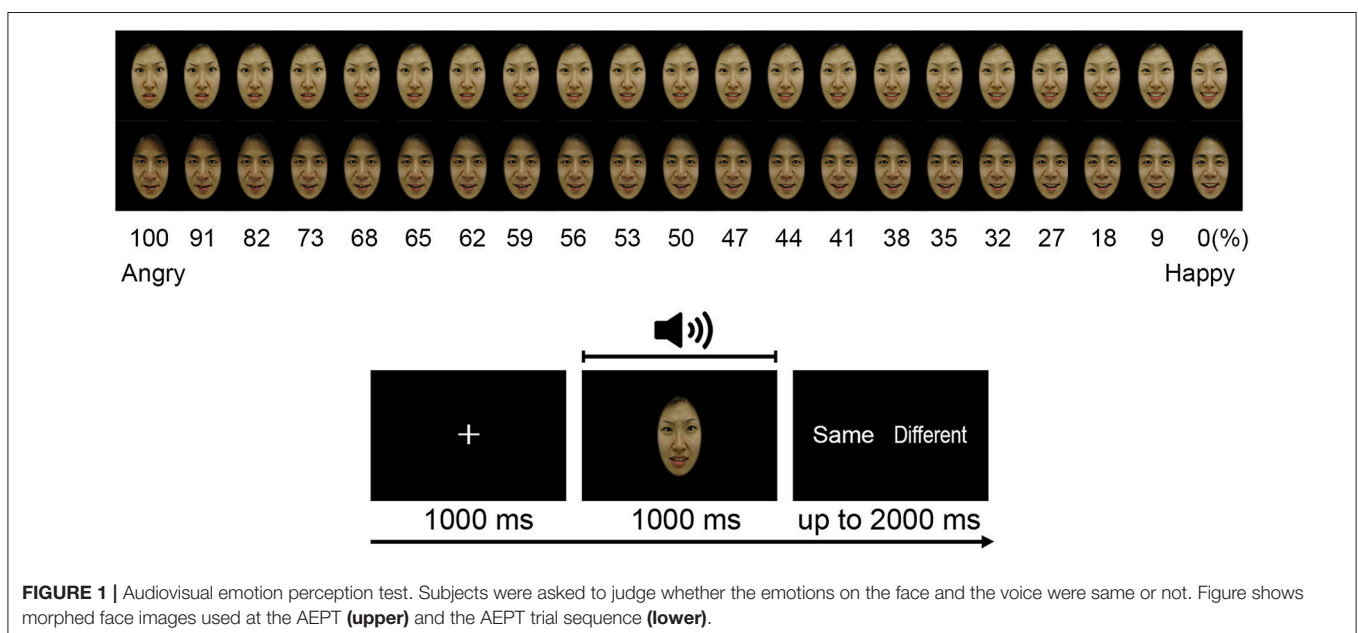 100 91 82 73 68 65 62 59 56 53 50 47 44 41 38 35 32 27 18 9 0(%)
Angry Happy
+
Same Different
1000 ms 1000 ms up to 2000 ms
FIGURE 1 | Audiovisual emotion perception test. Subjects were asked to judge whether the emotions on the face and the voice were same or not. Figure shows
morphed face images used at the AEPT (upper) and the AEPT trial sequence (lower).